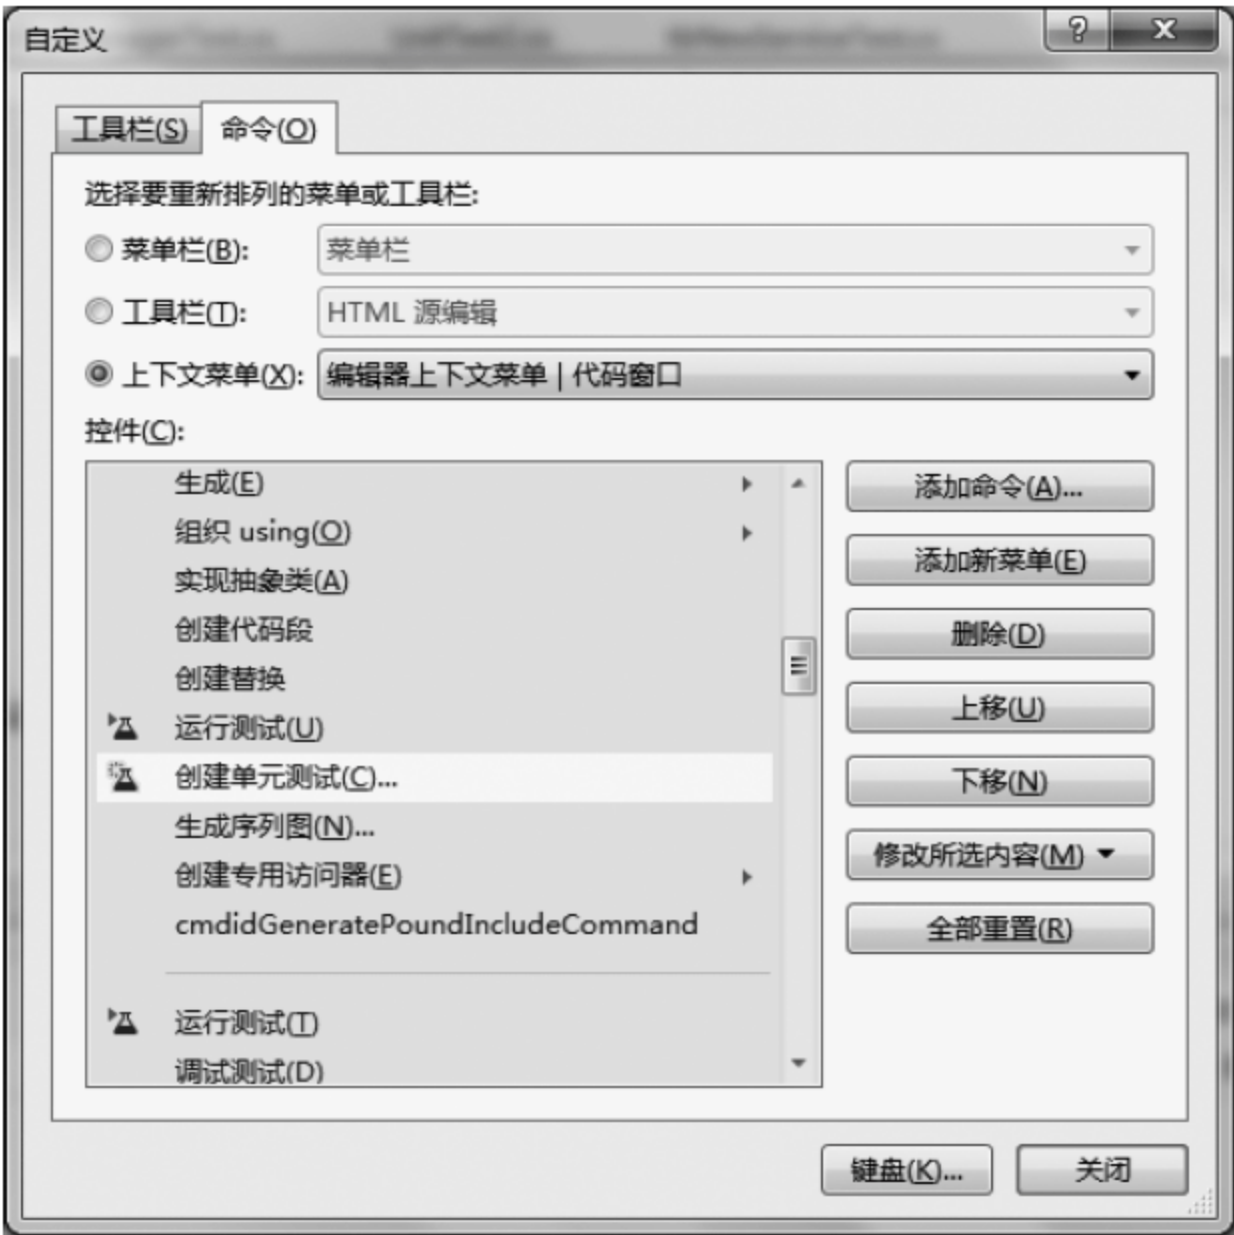 自定义
工具栏(S) 命令(O)
选择要重新排列的菜单或工具栏:
菜单栏(B): 菜单栏
工具栏(T): HTML 源编辑
上下文菜单(X): 编辑器上下文菜单 | 代码窗口
控件(C):
生成(E)
组织 using(O)
实现抽象类(A)
创建代码段
创建替换
运行测试(U)
创建单元测试(C)...
生成序列图(N)...
创建专用访问器(E)
cmdidGeneratePoundIncludeCommand
运行测试(T)
调试测试(D)
添加命令(A)...
添加新菜单(E)
删除(D)
上移(U)
下移(N)
修改所选内容(M)
全部重置(R)
键盘(K)... 关闭